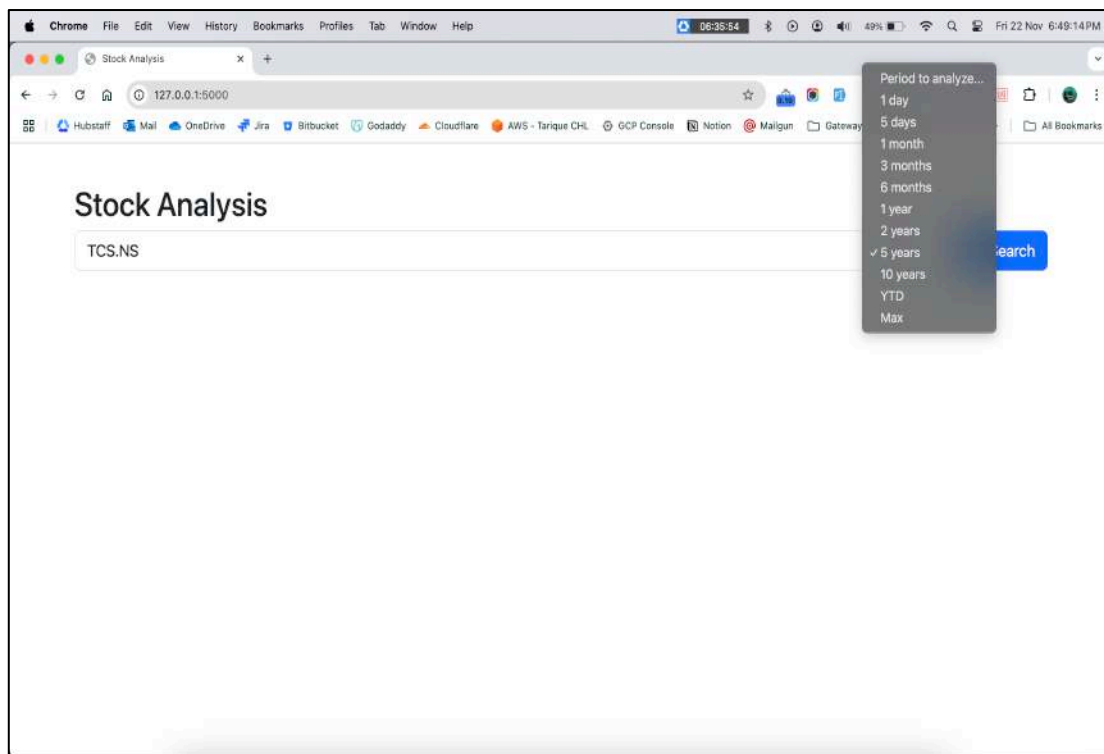 Chrome File Edit View History Bookmarks Profiles Tab Window Help 06:35:54 49% Fri 22 Nov 6:49:14 PM
Stock Analysis
127.0.0.1:5000
Hubstaff Mail OneDrive Jira Bitbucket Godaddy Cloudflare AWS - Tarique CHL GCP Console Notion Mailgun Gateway All Bookmarks
Stock Analysis
TCS.NS
Search
Period to analyze...
1 day
5 days
1 month
3 months
6 months
1 year
2 years
✓ 5 years
10 years
YTD
Max